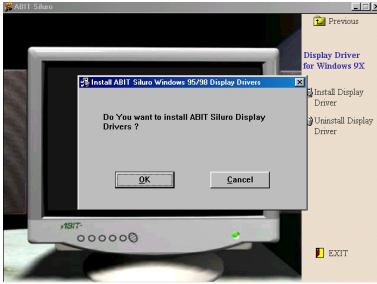 ABIT Siluro
Previous
Display Driver
for Windows 9X
Install ABIT Siluro Windows 95/98 Display Drivers
Install Display
Driver
Do You want to install ABIT Siluro Display
Drivers ?
Uninstall Display
Driver
OK
Cancel
ABIT
EXIT